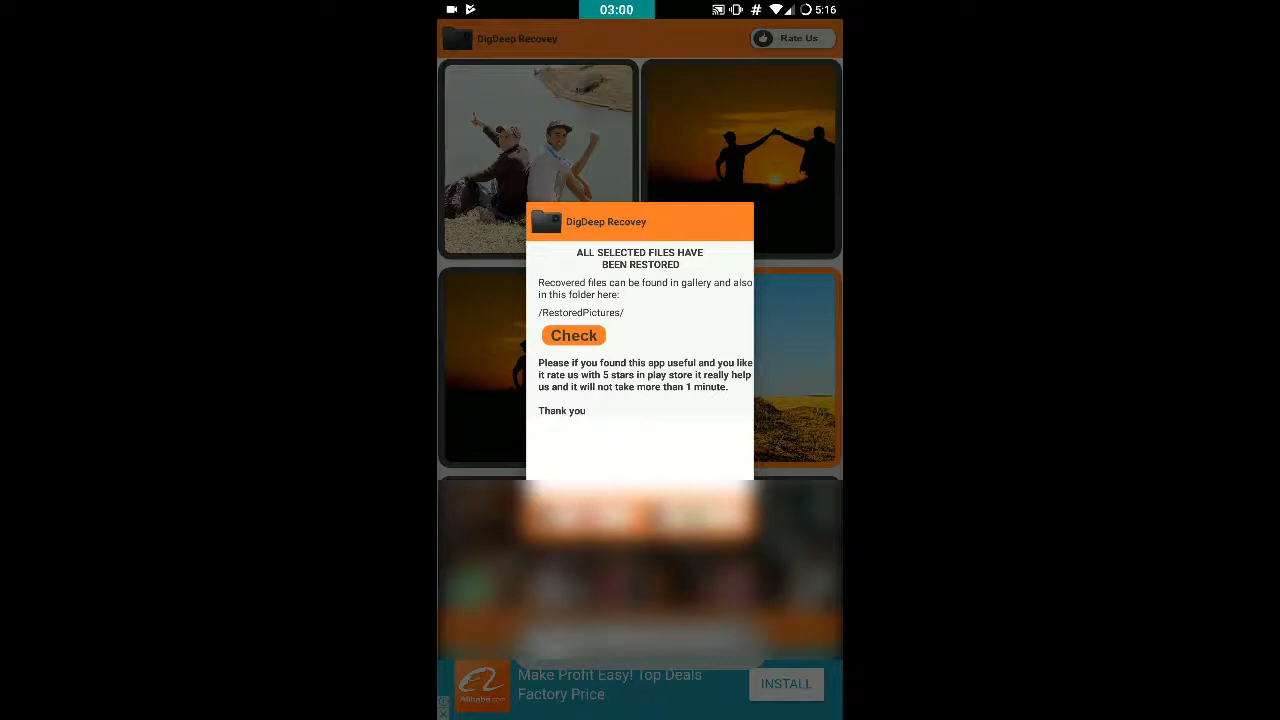 03:00
5:16
DigDeep Recovey
Rate Us
DigDeep Recovey
ALL SELECTED FILES HAVE
BEEN RESTORED
Recovered files can be found in gallery and also
in this folder here:
/RestoredPictures/
Check
Please if you found this app useful and you like
it rate us with 5 stars in play store it really help
us and it will not take more than 1 minute.
Thank you
Make Profit Easy! Top Deals
Factory Price
Alibaba.com
INSTALL